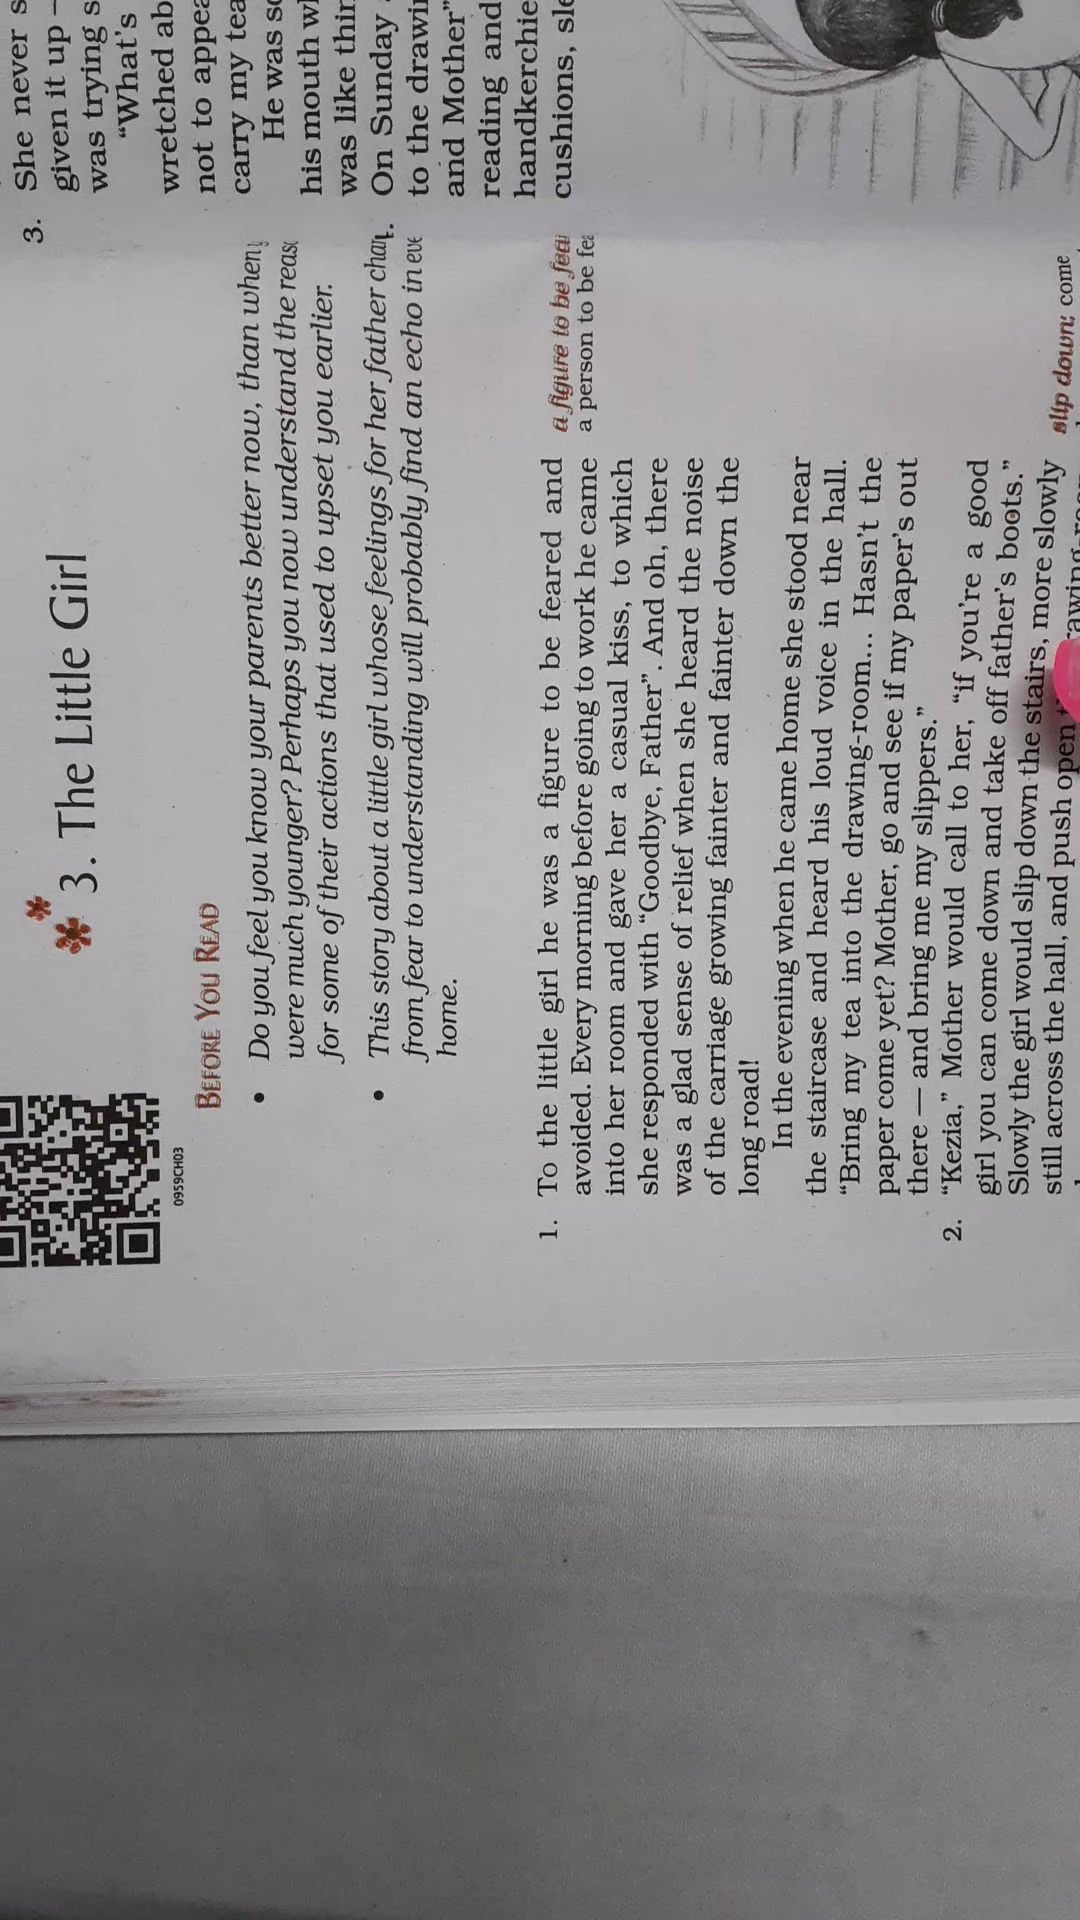 0959CH03
3. The Little Girl
BEFORE YOU READ
• Do you feel you know your parents better now, than when
were much younger? Perhaps you now understand the
for some of their actions that used to upset you earlier.
• This story about a little girl whose feelings for her father
from fear to understanding will probably find an echo in
home.
1. To the little girl he was a figure to be feared and
avoided. Every morning before going to work he came
into her room and gave her a casual kiss, to which
she responded with “Goodbye, Father”. And oh, there
was a glad sense of relief when she heard the noise
of the carriage growing fainter and fainter down the
long road!
In the evening when he came home she stood near
the staircase and heard his loud voice in the hall.
“Bring my tea into the drawing-room... Hasn’t the
paper come yet? Mother, go and see if my paper’s out
there — and bring me my slippers.”
2. “Kezia,” Mother would call to her, “if you’re a good
girl you can come down and take off father’s boots.”
Slowly the girl would slip down the stairs, more slowly
still across the hall, and push open
a figure to be
a person to be
slip down: come
3. She never
given it up –
was trying
“What’s
wretched
not to
carry my
He was
his mouth
was like
On Sunday
to the
and Mother”
reading and
cushions,